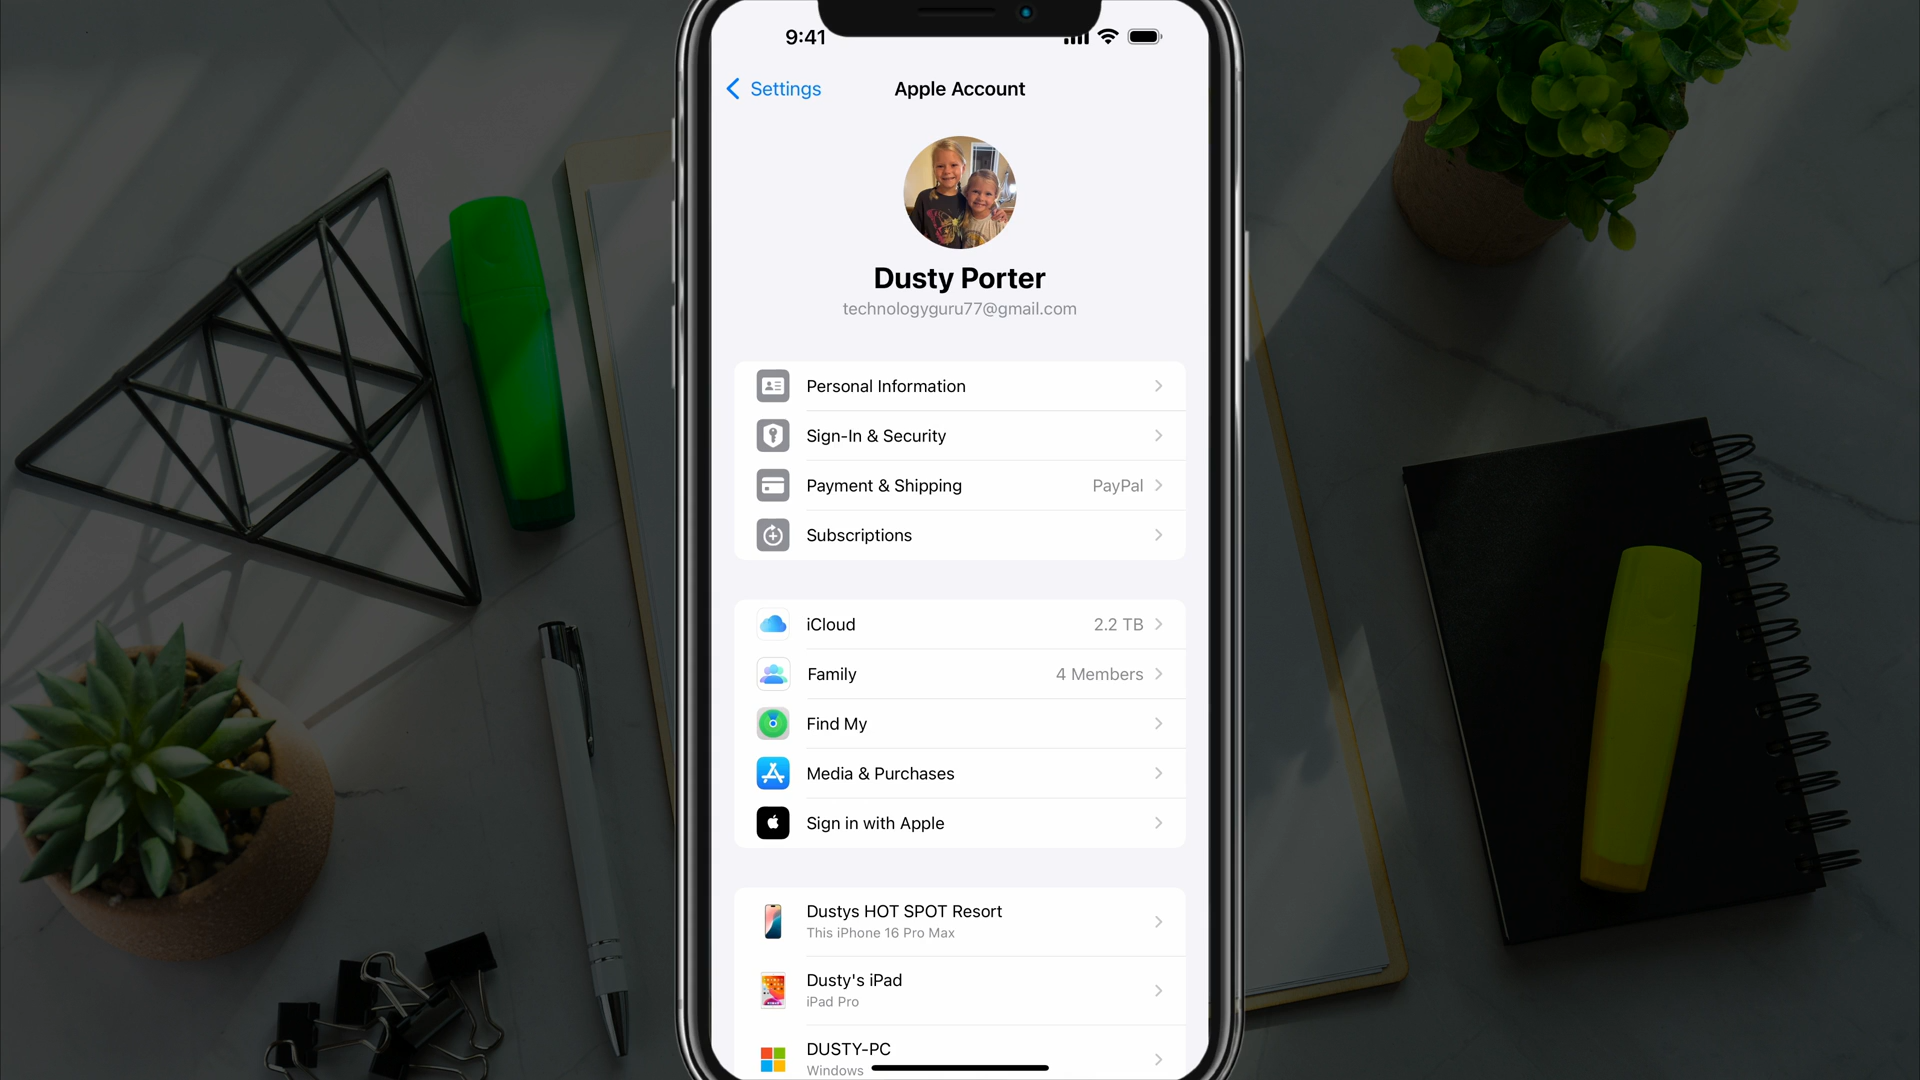 9:41
Settings
Apple Account
Dusty Porter
technologyguru77@gmail.com
Personal Information
Sign-In & Security
Payment & Shipping PayPal
Subscriptions
iCloud 2.2 TB
Family 4 Members
Find My
Media & Purchases
Sign in with Apple
Dustys HOT SPOT Resort
This iPhone 16 Pro Max
Dusty's iPad
iPad Pro
DUSTY-PC
Windows